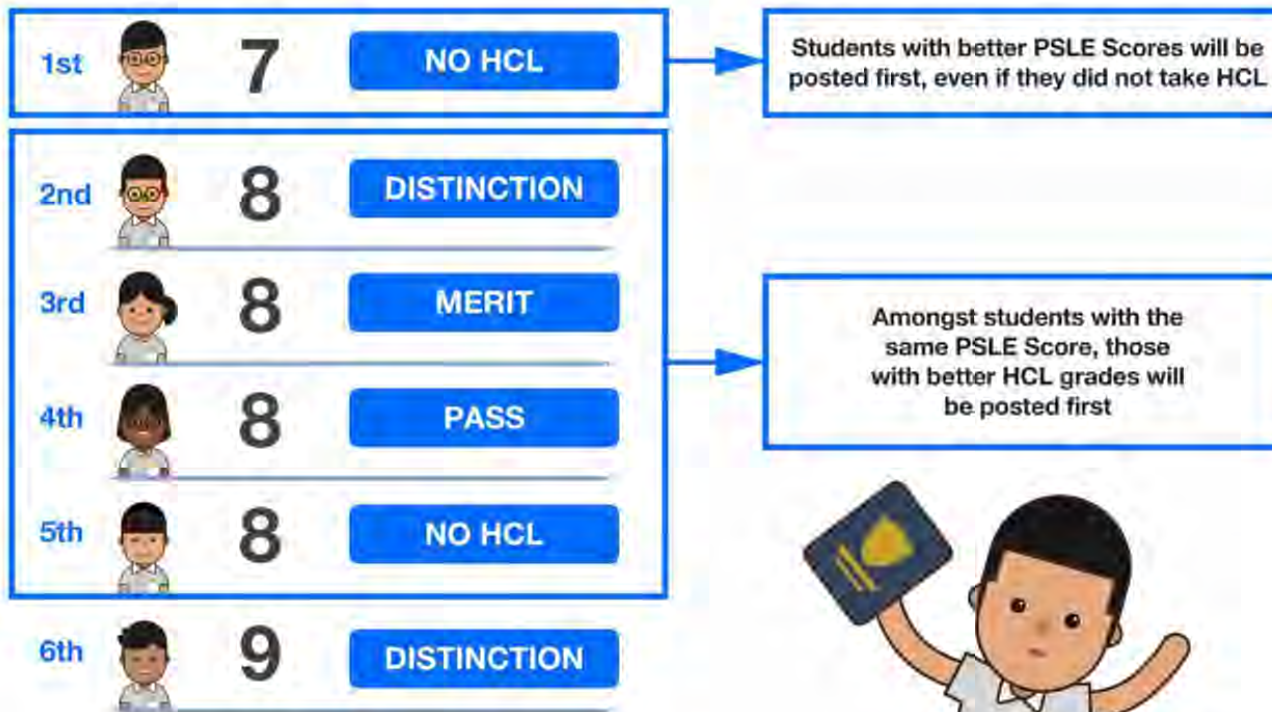 1st 7 NO HCL
Students with better PSLE Scores will be
posted first, even if they did not take HCL
2nd 8 DISTINCTION
3rd 8 MERIT
4th 8 PASS
5th 8 NO HCL
Amongst students with the
same PSLE Score, those
with better HCL grades will
be posted first
6th 9 DISTINCTION